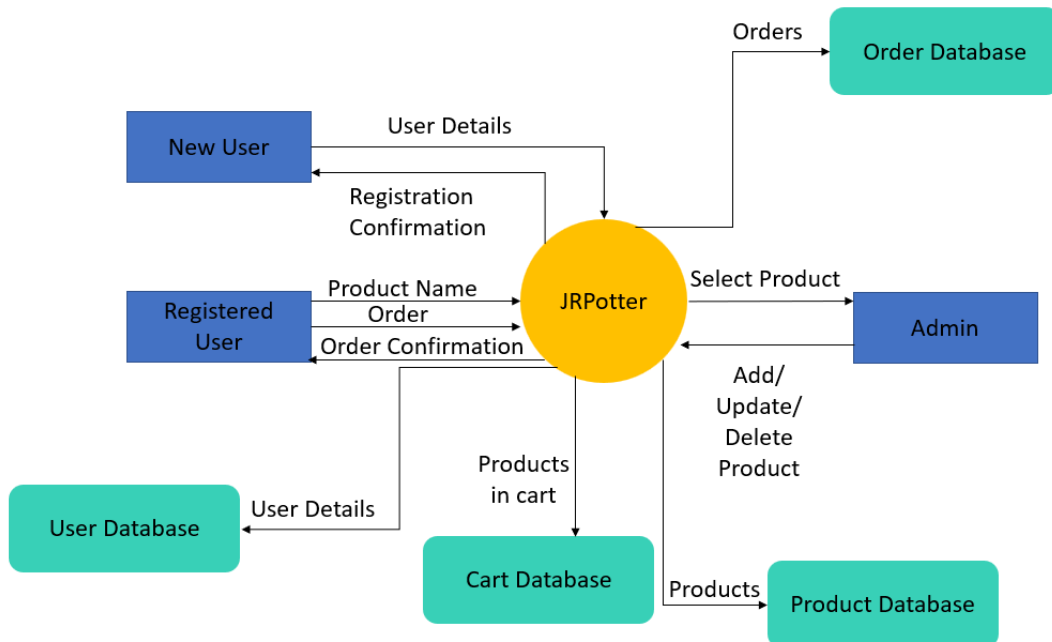 Orders
Order Database
New User
User Details
Registration
Confirmation
Registered
User
Product Name
Order
Order Confirmation
JRPotter
Select Product
Admin
Add/
Update/
Delete
Product
User Database
User Details
Products
in cart
Cart Database
Products
Product Database